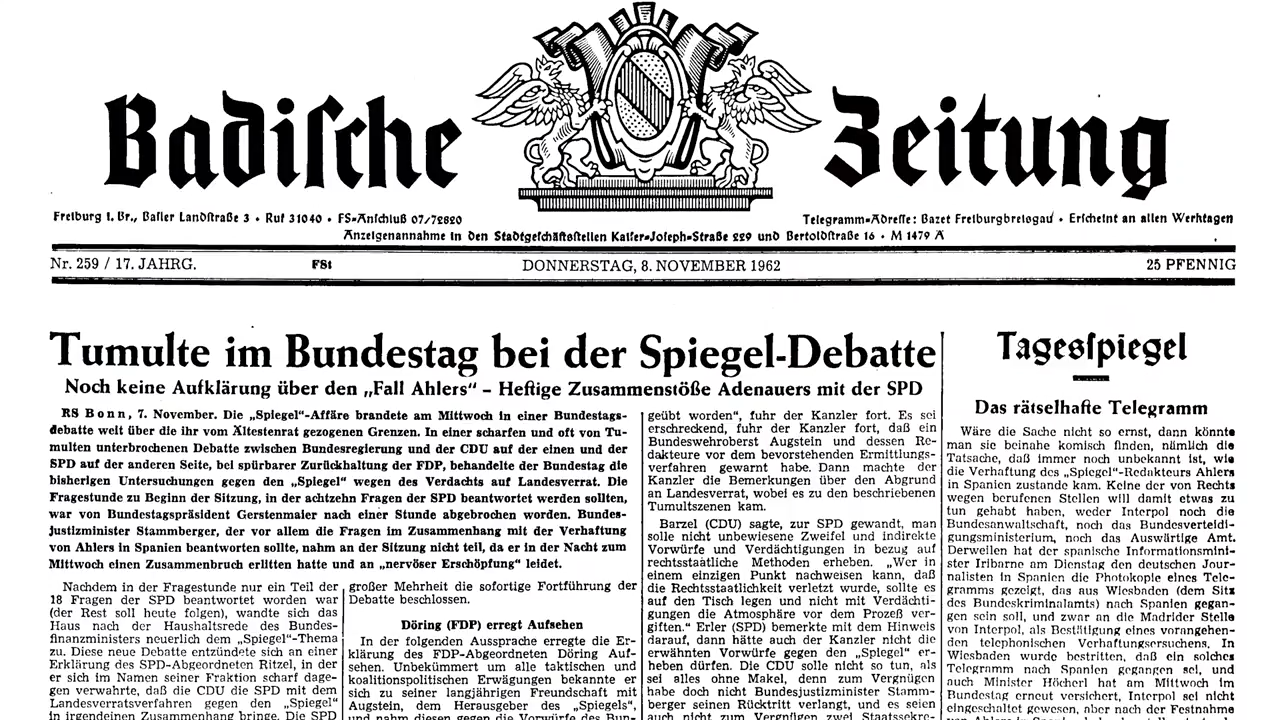 Badische Zeitung
Freiburg i. Br., Basler Landstraße 3 • Ruf 31040 • FS-Anschluß 07/72820
Telegramm-Adresse: Bazet Freiburgbreisgau • Erscheint an allen Werktagen
Anzeigenannahme in den Stadtgeschäftsstellen Kaiser-Joseph-Straße 229 und Bertoldstraße 16 • M 1479 A
Nr. 259 / 17. JAHRG.
FSt
DONNERSTAG, 8. NOVEMBER 1962
25 PFENNIG
Tumulte im Bundestag bei der Spiegel-Debatte
Noch keine Aufklärung über den „Fall Ahlers“ – Heftige Zusammenstöße Adenauers mit der SPD
RS Bonn, 7. November. Die „Spiegel“-Affäre brandete am Mittwoch in einer Bundestags-
debatte weit über die ihr vom Ältestenrat gezogenen Grenzen. In einer scharfen und oft von Tu-
multen unterbrochenen Debatte zwischen Bundesregierung und der CDU auf der einen und der
SPD auf der anderen Seite, bei spürbarer Zurückhaltung der FDP, behandelte der Bundestag die
bisherigen Untersuchungen gegen den „Spiegel“ wegen des Verdachts auf Landesverrat. Die
Fragestunde zu Beginn der Sitzung, in der achtzehn Fragen der SPD beantwortet werden sollten,
war von Bundestagspräsident Gerstenmaier nach einer Stunde abgebrochen worden. Bundes-
justizminister Stammberger, der vor allem die Fragen im Zusammenhang mit der Verhaftung
von Ahlers in Spanien beantworten sollte, nahm an der Sitzung nicht teil, da er in der Nacht zum
Mittwoch einen Zusammenbruch erlitten hatte und an „nervöser Erschöpfung“ leidet.
Nachdem in der Fragestunde nur ein Teil der
18 Fragen der SPD beantwortet worden war
(der Rest soll heute folgen), wandte sich das
Haus nach der Haushaltsrede des Bundes-
finanzministers neuerlich dem „Spiegel“-Thema
zu. Diese neue Debatte entzündete sich an einer
Erklärung des SPD-Abgeordneten Ritzel, in der
er sich im Namen seiner Fraktion scharf dage-
gen verwahrte, daß die CDU die SPD mit dem
Landesverratsverfahren gegen den „Spiegel“
in irgendeinen Zusammenhang bringe. Die SPD
großer Mehrheit die sofortige Fortführung der
Debatte beschlossen.
Döring (FDP) erregt Aufsehen
In der folgenden Aussprache erregte die Er-
klärung des FDP-Abgeordneten Döring Auf-
sehen. Unbekümmert um alle taktischen und
koalitionspolitischen Erwägungen bekannte er
sich zu seiner langjährigen Freundschaft mit
Augstein, dem Herausgeber des „Spiegels“,
und nahm diesen gegen die Vorwürfe des Bun-
geübt worden“, fuhr der Kanzler fort. Es sei
erschreckend, fuhr der Kanzler fort, daß ein
Bundeswehroberst Augstein und dessen Re-
dakteure vor dem bevorstehenden Ermittlungs-
verfahren gewarnt habe. Dann machte der
Kanzler die Bemerkungen über den Abgrund
an Landesverrat, wobei es zu den beschriebenen
Tumultszenen kam.
Barzel (CDU) sagte, zur SPD gewandt, man
solle nicht unbewiesene Zweifel und indirekte
Vorwürfe und Verdächtigungen in bezug auf
rechtsstaatliche Methoden erheben. „Wer in
einem einzigen Punkt nachweisen kann, daß
die Rechtsstaatlichkeit verletzt wurde, sollte es
auf den Tisch legen und nicht mit Verdächti-
gungen die Atmosphäre vor dem Prozeß ver-
giften.“ Erler (SPD) bemerkte mit dem Hinweis
darauf, dann hätte auch der Kanzler nicht die
erwähnten Vorwürfe gegen den „Spiegel“ er-
heben dürfen. Die CDU solle nicht so tun, als
sei alles ohne Makel, denn zum Vergnügen
habe doch nicht Bundesjustizminister Stamm-
berger seinen Rücktritt verlangt, und es seien
auch nicht zum Vergnügen zwei Staatssekre-
Tagesspiegel
Das rätselhafte Telegramm
Wäre die Sache nicht so ernst, dann könnte
man sie beinahe komisch finden, nämlich die
Tatsache, daß immer noch unbekannt ist, wie
die Verhaftung des „Spiegel“-Redakteurs Ahlers
in Spanien zustande kam. Keine der von Rechts
wegen berufenen Stellen will damit etwas zu
tun gehabt haben, weder Interpol noch die
Bundesanwaltschaft, noch das Bundesverteidi-
gungsministerium, noch das Auswärtige Amt.
Derweilen hat der spanische Informationsmini-
ster Iribarne am Dienstag den deutschen Jour-
nalisten in Spanien die Photokopie eines Tele-
gramms gezeigt, das aus Wiesbaden (dem Sitz
des Bundeskriminalamts) nach Spanien gegan-
gen sein soll, und zwar an die Madrider Stelle
von Interpol, als Bestätigung eines vorangehen-
den telephonischen Verhaftungsersuchens. In
Wiesbaden wurde bestritten, daß ein solches
Telegramm nach Spanien gegangen sei, und
auch Minister Höcherl hat am Mittwoch im
Bundestag erneut versichert, Interpol sei nicht
eingeschaltet gewesen, aber nach der Festnahme